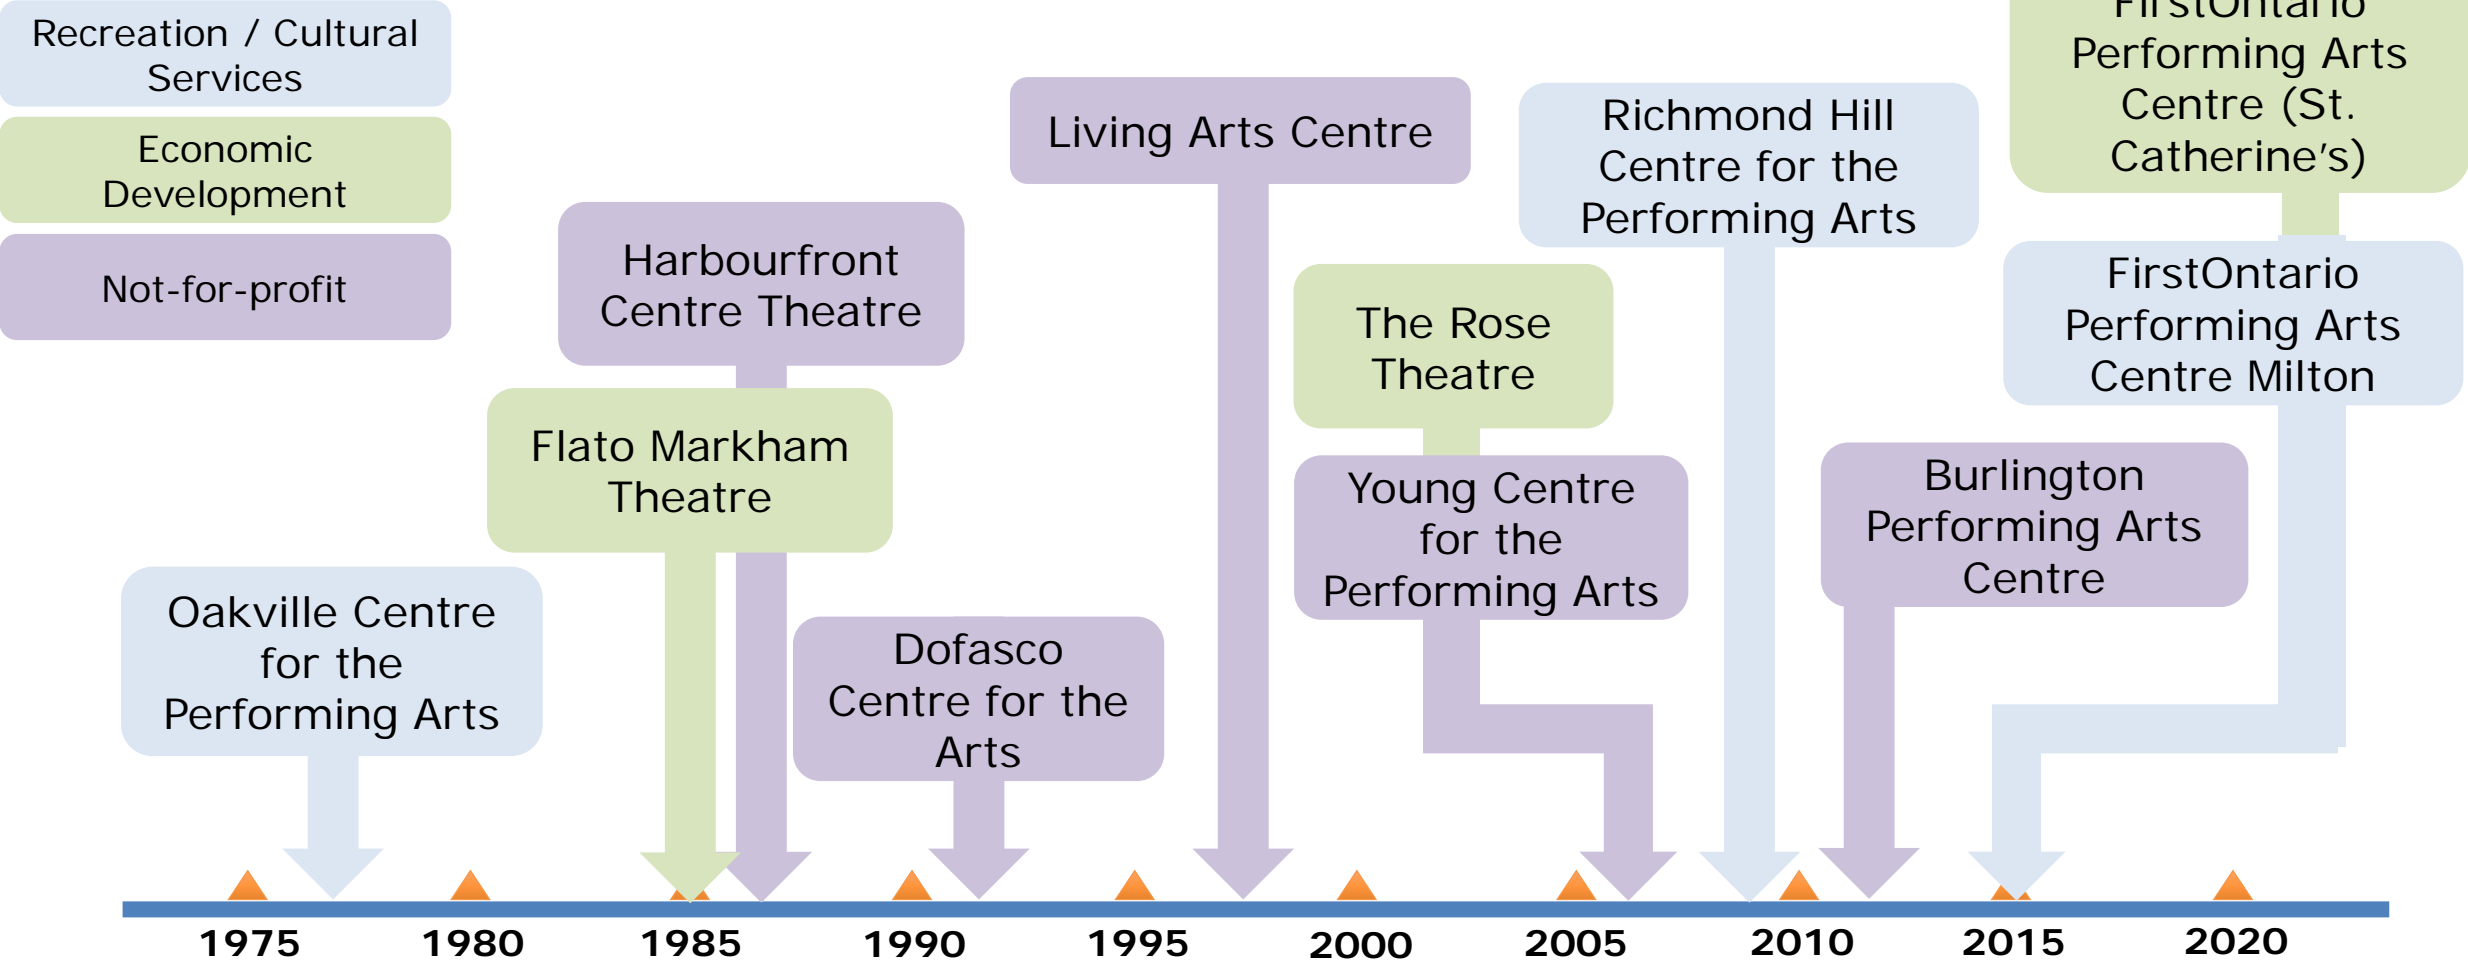 Recreation / Cultural
Services
Economic
Development
Not-for-profit
Oakville Centre
for the
Performing Arts
Flato Markham
Theatre
Harbourfront
Centre Theatre
Dofasco
Centre for the
Arts
Living Arts Centre
The Rose
Theatre
Young Centre
for the
Performing Arts
Richmond Hill
Centre for the
Performing Arts
Burlington
Performing Arts
Centre
FirstOntario
Performing Arts
Centre (St.
Catherine’s)
FirstOntario
Performing Arts
Centre Milton
1975
1980
1985
1990
1995
2000
2005
2010
2015
2020